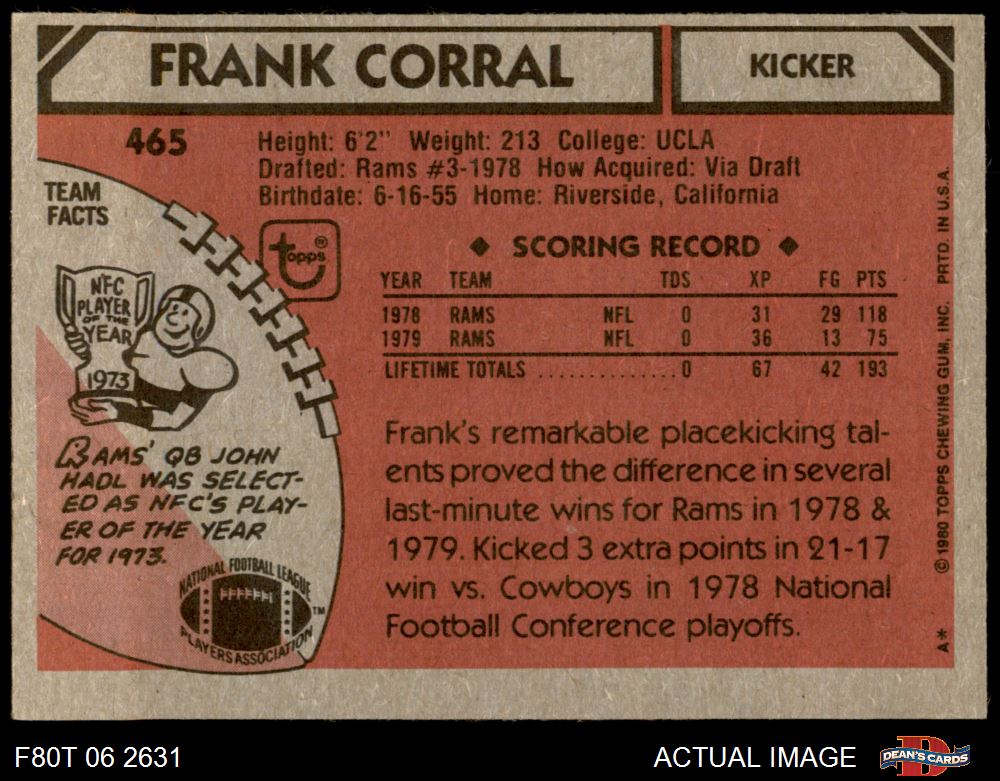 FRANK CORRAL
KICKER
465
Height: 6'2" Weight: 213 College: UCLA
Drafted: Rams #3-1978 How Acquired: Via Draft
Birthdate: 6-16-55 Home: Riverside, California
TEAM
FACTS
topps®
◆ SCORING RECORD ◆
YEAR TEAM TDS XP FG PTS
1978 RAMS NFL 0 31 29 118
1979 RAMS NFL 0 36 13 75
LIFETIME TOTALS .............0 67 42 193
NFC
PLAYER
OF THE
YEAR
1973
RAMS' QB JOHN
HADL WAS SELECT-
ED AS NFC'S PLAY-
ER OF THE YEAR
FOR 1973.
NATIONAL FOOTBALL LEAGUE
PLAYERS ASSOCIATION
™
Frank's remarkable placekicking tal-
ents proved the difference in several
last-minute wins for Rams in 1978 &
1979. Kicked 3 extra points in 21-17
win vs. Cowboys in 1978 National
Football Conference playoffs.
A* © 1980 TOPPS CHEWING GUM, INC. PRTD. IN U.S.A.
F80T 06 2631
ACTUAL IMAGE
D
DEAN'S CARDS